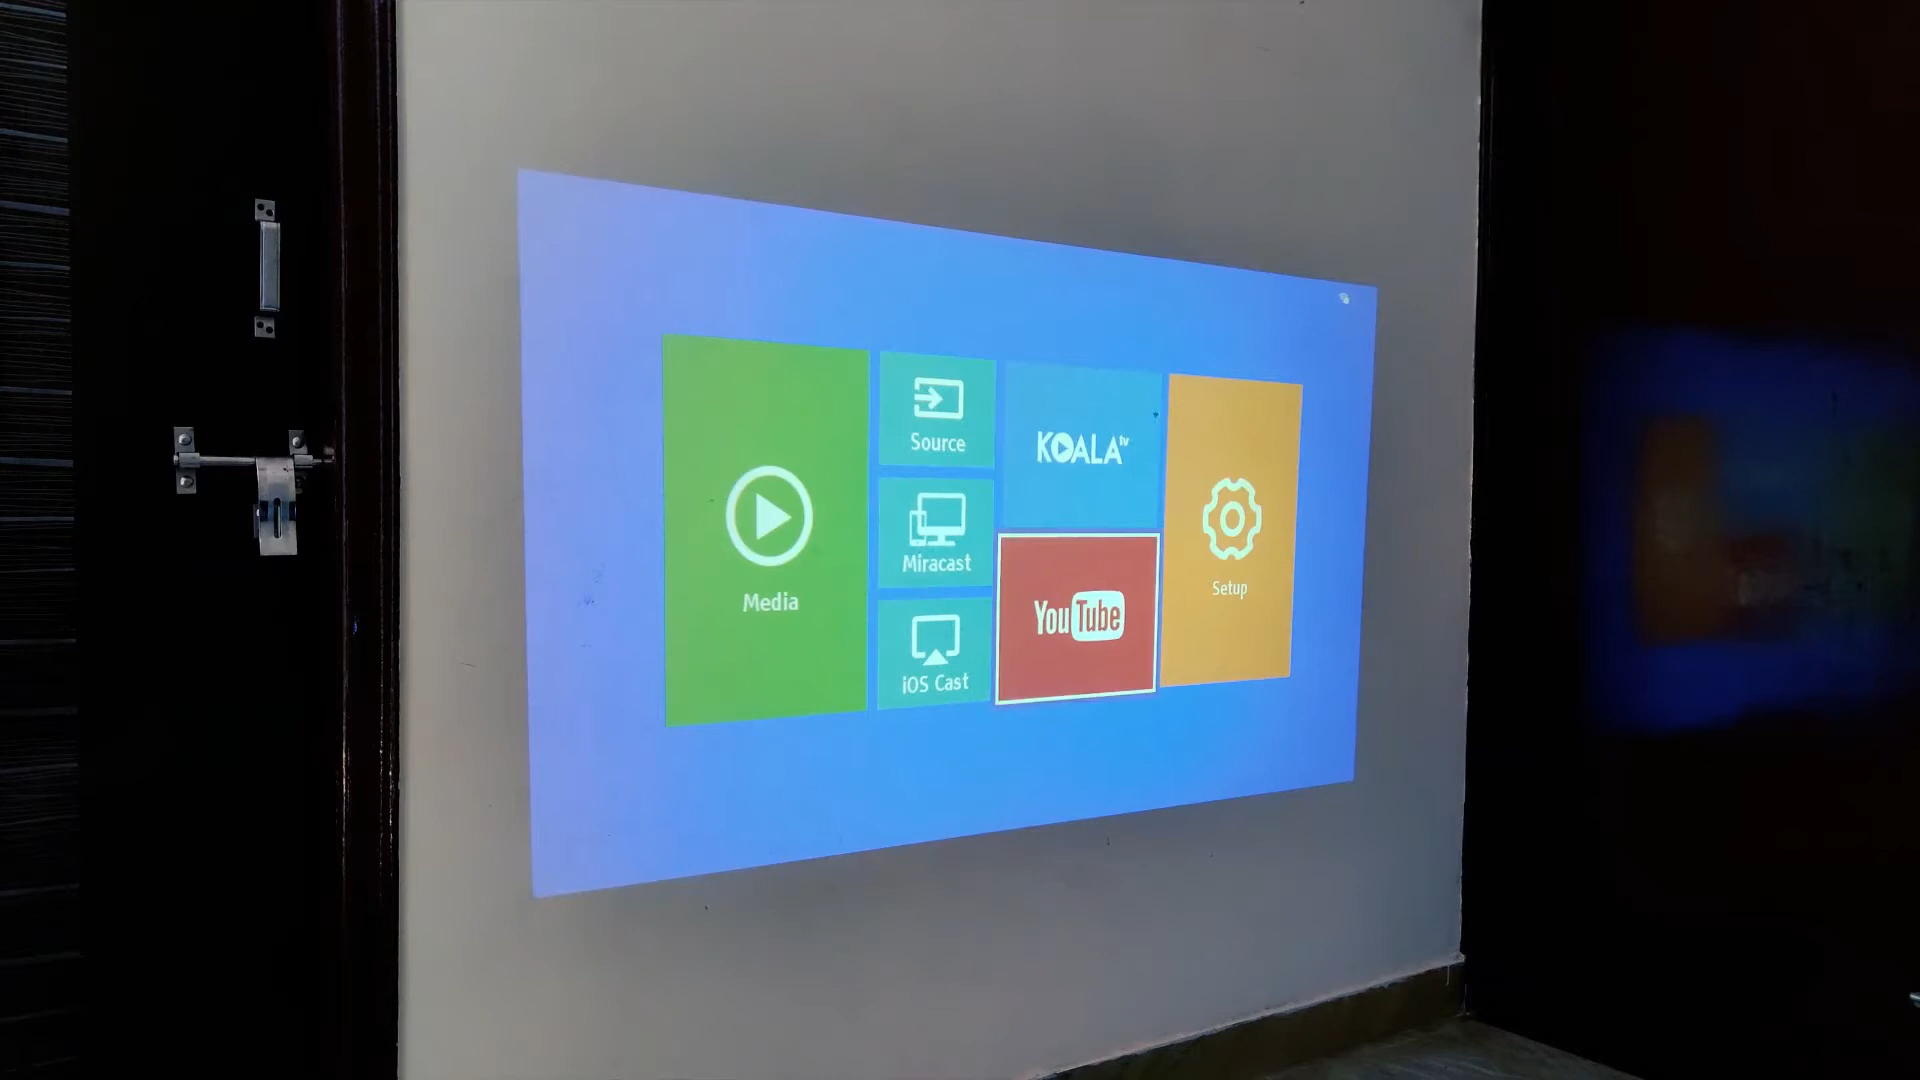 Media
Source
Miracast
iOS Cast
KOALA tv
YouTube
Setup